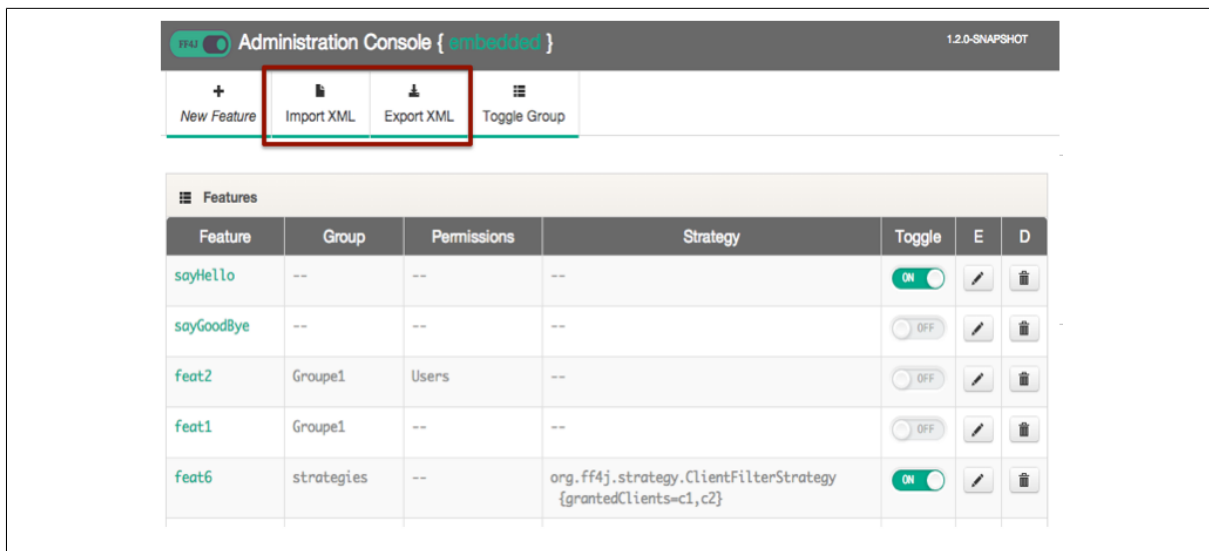 FF4J Administration Console { embedded } 1.2.0-SNAPSHOT
New Feature Import XML Export XML Toggle Group
Features
Feature Group Permissions Strategy Toggle E D
sayHello -- -- -- ON
sayGoodBye -- -- -- OFF
feat2 Groupe1 Users -- OFF
feat1 Groupe1 -- -- OFF
feat6 strategies -- org.ff4j.strategy.ClientFilterStrategy ON
{grantedClients=c1,c2}